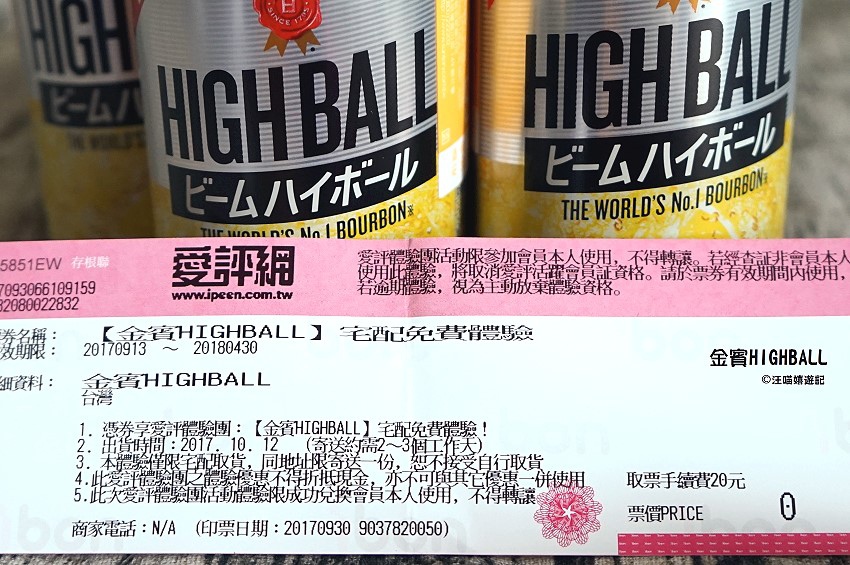 SINCE 1795
HIGH
HIGH BALL
HIGH BALL
ビームハイ
ビームハイボール
ビームハイボール
THE WORLD'S
THE WORLD'S No.1 BOURBON※
THE WORLD'S No.1 BOURBON※
5851EW 存根聯
7093066109159
82080022832
愛評網
www.ipeen.com.tw
愛評體驗團活動限參加會員本人使用，不得轉讓。若經查証非會員本人
使用此體驗，將取消愛評活躍會員証資格。請於票券有效期間內使用，
若逾期體驗，視為主動放棄體驗資格。
券名稱： 【金賓HIGHBALL】宅配免費體驗
效期限： 20170913 ～ 20180430
細資料： 金賓HIGHBALL
台灣
金賓HIGHBALL
©汪喵嬉遊記
1. 憑券享愛評體驗團：【金賓HIGHBALL】宅配免費體驗！
2. 出貨時間：2017. 10. 12 (寄送約需2～3個工作天)
3. 本體驗僅限宅配取貨，同地址限寄送一份，恕不接受自行取貨
4.此愛評體驗團之體驗優惠不得折抵現金，亦不可與其它優惠一併使用
5.此次愛評體驗團活動體驗限成功兌換會員本人使用，不得轉讓
取票手續費20元
票價PRICE 0
商家電話：N/A (印票日期：20170930 9037820050)